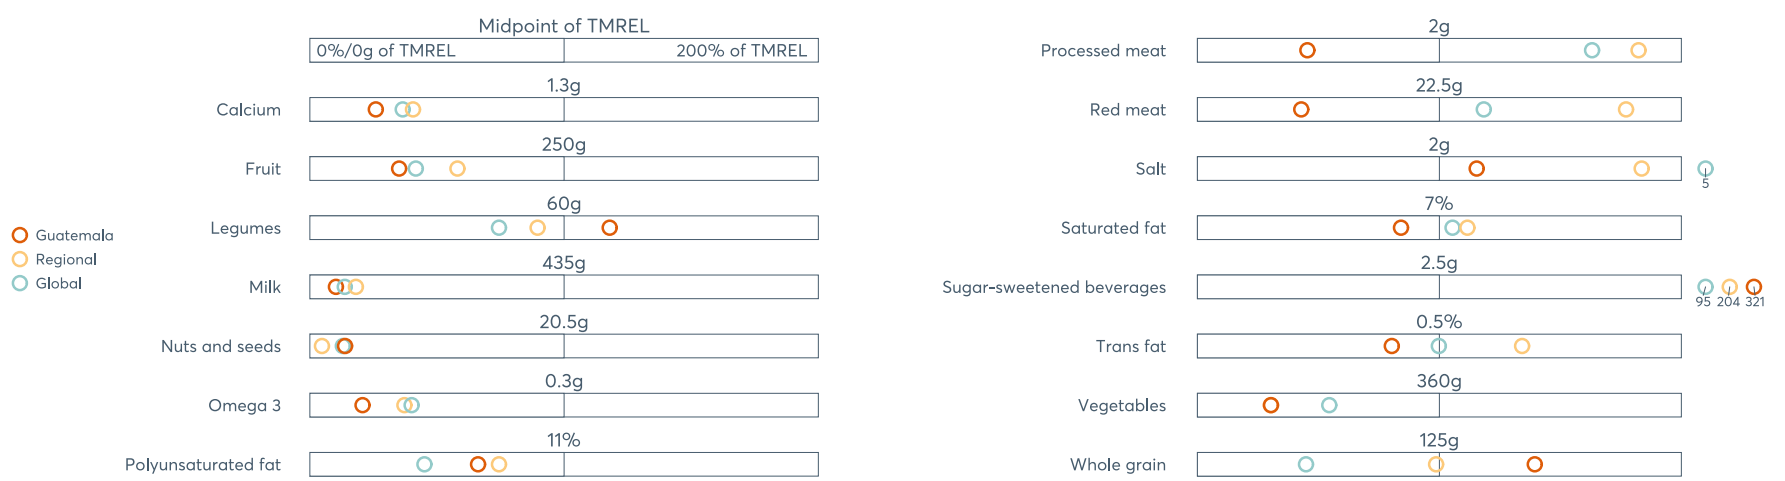 Midpoint of TMREL
0%/0g of TMREL 200% of TMREL
1.3g
Calcium
250g
Fruit
60g
Legumes
435g
Milk
20.5g
Nuts and seeds
0.3g
Omega 3
11%
Polyunsaturated fat
Guatemala
Regional
Global
2g
Processed meat
22.5g
Red meat
2g
Salt
5
7%
Saturated fat
2.5g
Sugar-sweetened beverages
95 204 321
0.5%
Trans fat
360g
Vegetables
125g
Whole grain